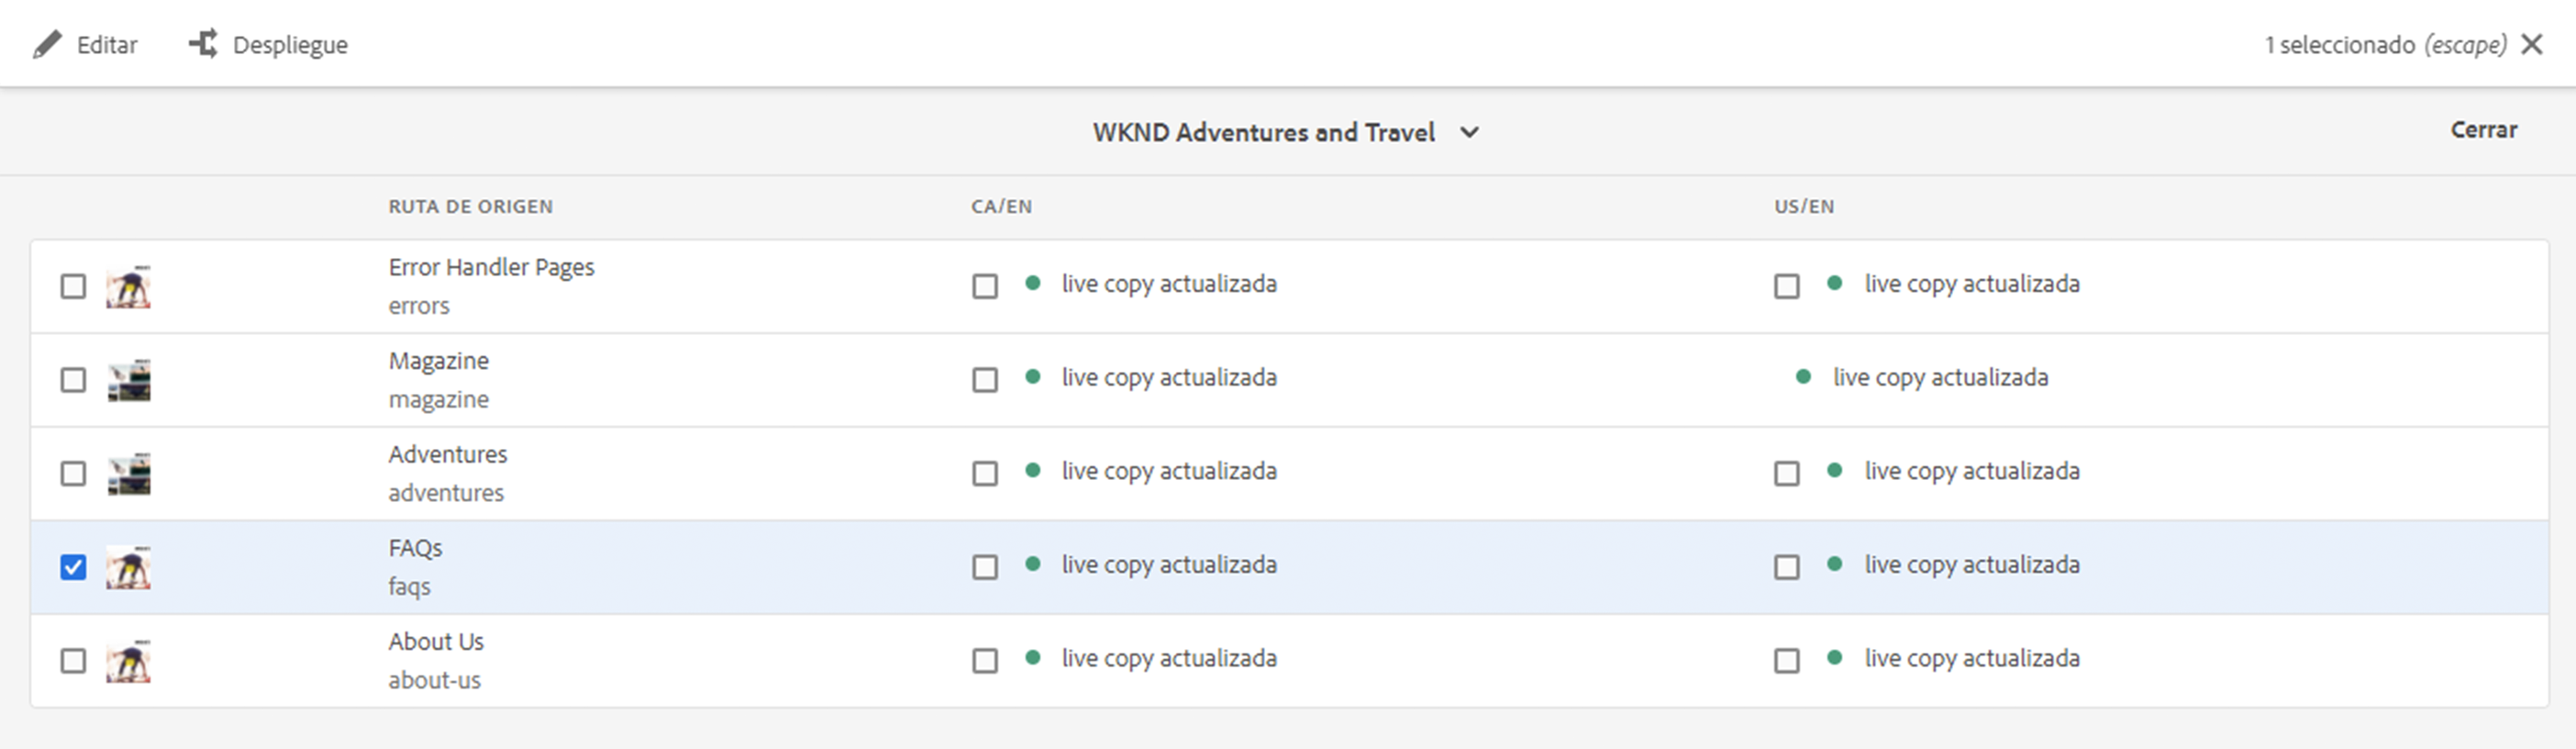 Editar Despliegue 1 seleccionado (escape)
WKND Adventures and Travel Cerrar
RUTA DE ORIGEN CA/EN US/EN
Error Handler Pages
errors
live copy actualizada live copy actualizada
Magazine
magazine
live copy actualizada live copy actualizada
Adventures
adventures
live copy actualizada live copy actualizada
FAQs
faqs
live copy actualizada live copy actualizada
About Us
about-us
live copy actualizada live copy actualizada